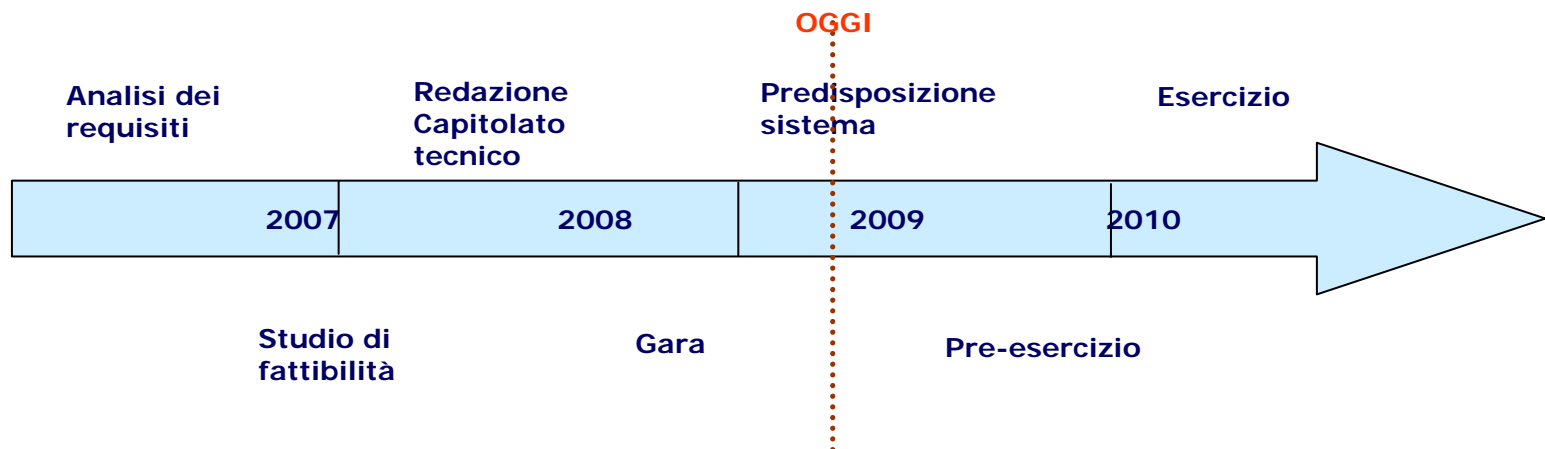 OGGI
Analisi dei
requisiti
Redazione
Capitolato
tecnico
Predisposizione
sistema
Esercizio
2007
2008
2009
2010
Studio di
fattibilità
Gara
Pre-esercizio